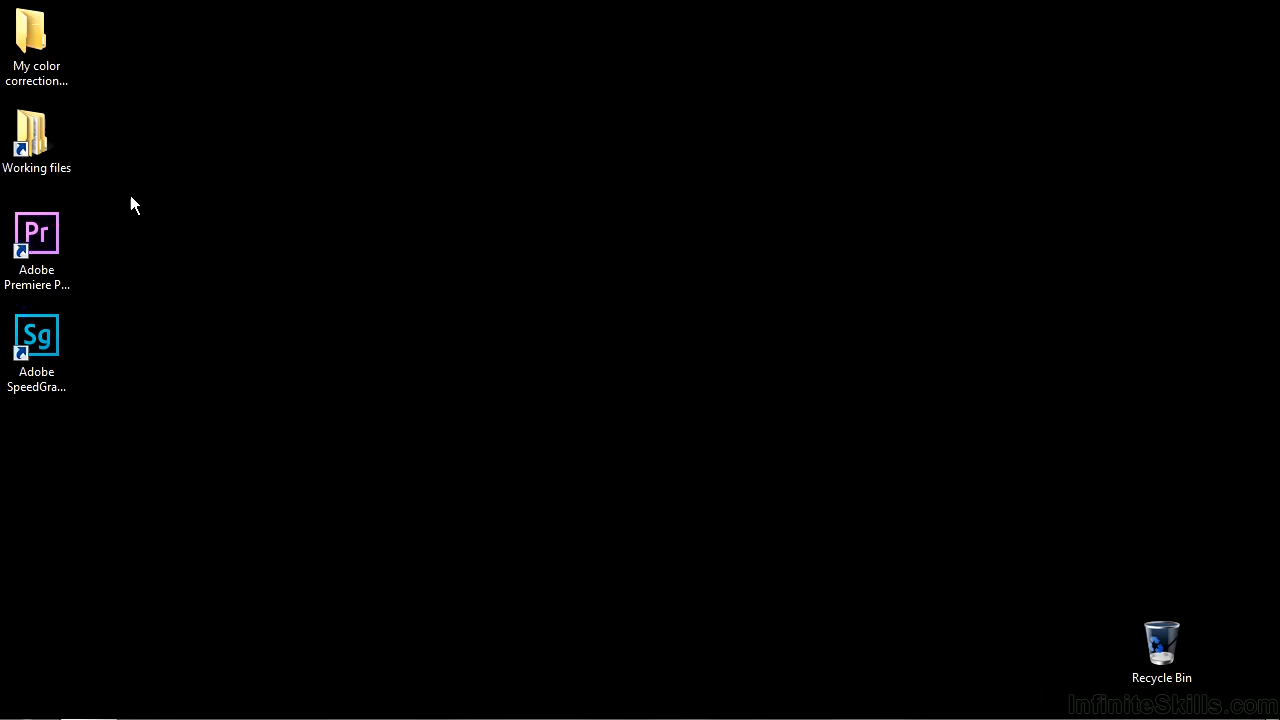 My color
correction...
Working files
Pr
Adobe
Premiere P...
Sg
Adobe
SpeedGra...
Recycle Bin
InfiniteSkills.com